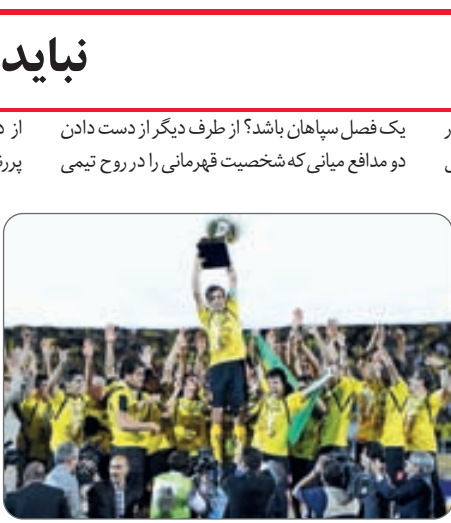 نباید
یک فصل سپاهان باشد؟ از طرف دیگر از دست دادن
دو مدافع میانی که شخصیت قهرمانی را در روح تیمی
از